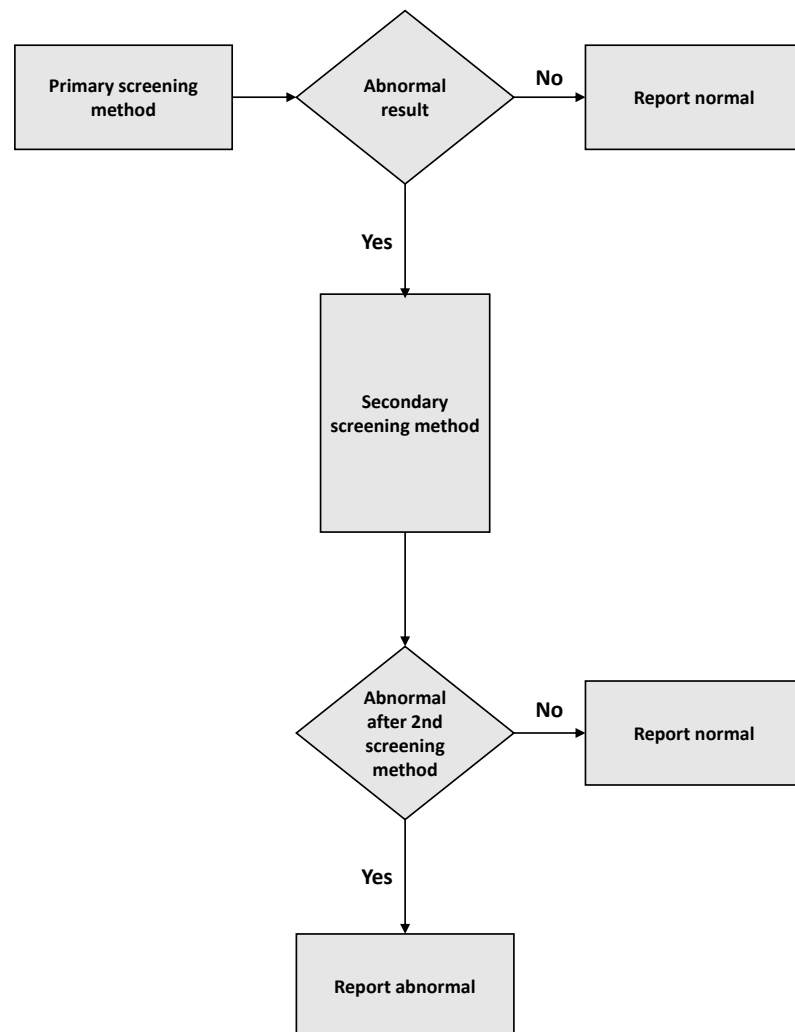 Primary screening
method
Abnormal
result
No
Report normal
Yes
Secondary
screening method
Abnormal
after 2nd
screening
method
No
Report normal
Yes
Report abnormal